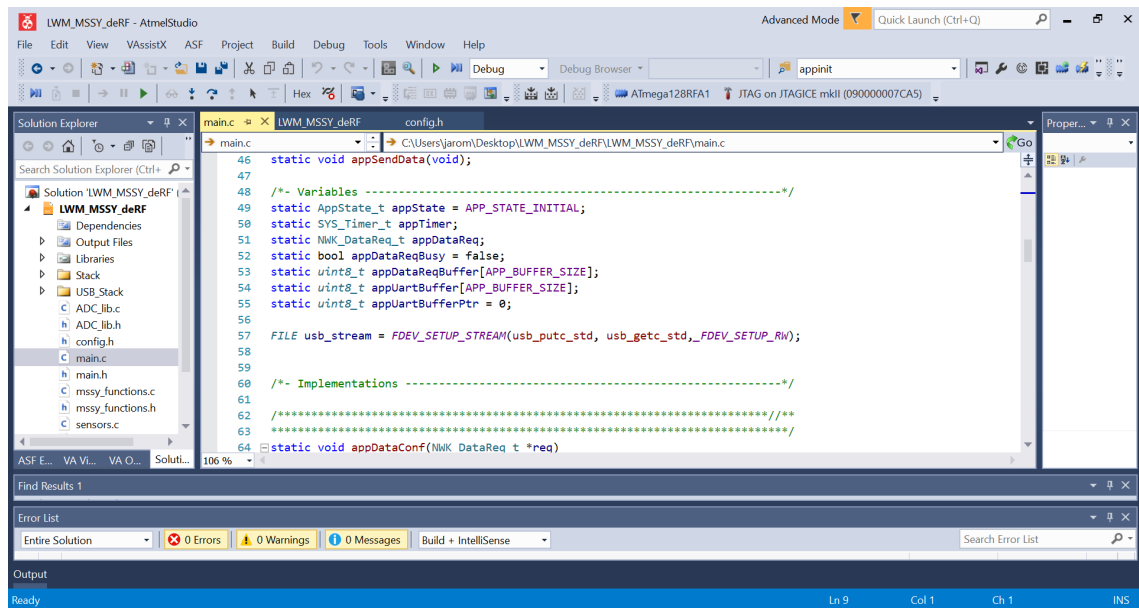 LWM_MSSY_deRF - AtmelStudio
Advanced Mode
Quick Launch (Ctrl+Q)
File Edit View VAssistX ASF Project Build Debug Tools Window Help
Debug Debug Browser appinit
Hex ATmega128RFA1 JTAG on JTAGICE mkII (090000007CA5)
Solution Explorer
main.c LWM_MSSY_deRF config.h
Proper...
main.c C:\Users\jarom\Desktop\LWM_MSSY_deRF\LWM_MSSY_deRF\main.c Go
Search Solution Explorer (Ctrl+
Solution 'LWM_MSSY_deRF' (
LWM_MSSY_deRF
Dependencies
Output Files
Libraries
Stack
USB_Stack
ADC_lib.c
ADC_lib.h
config.h
main.c
main.h
mssy_functions.c
mssy_functions.h
sensors.c
ASF E... VA Vi... VA O... Soluti...
46 static void appSendData(void);
47
48 /*- Variables --------------------------------------------------------------*/
49 static AppState_t appState = APP_STATE_INITIAL;
50 static SYS_Timer_t appTimer;
51 static NWK_DataReq_t appDataReq;
52 static bool appDataReqBusy = false;
53 static uint8_t appDataReqBuffer[APP_BUFFER_SIZE];
54 static uint8_t appUartBuffer[APP_BUFFER_SIZE];
55 static uint8_t appUartBufferPtr = 0;
56
57 FILE usb_stream = FDEV_SETUP_STREAM(usb_putc_std, usb_getc_std,_FDEV_SETUP_RW);
58
59
60 /*- Implementations --------------------------------------------------------*/
61
62 /*************************************************************************//**
63 *****************************************************************************/
64 static void appDataConf(NWK_DataReq_t *req)
106 %
Find Results 1
Error List
Entire Solution 0 Errors 0 Warnings 0 Messages Build + IntelliSense Search Error List
Output
Ready Ln 9 Col 1 Ch 1 INS